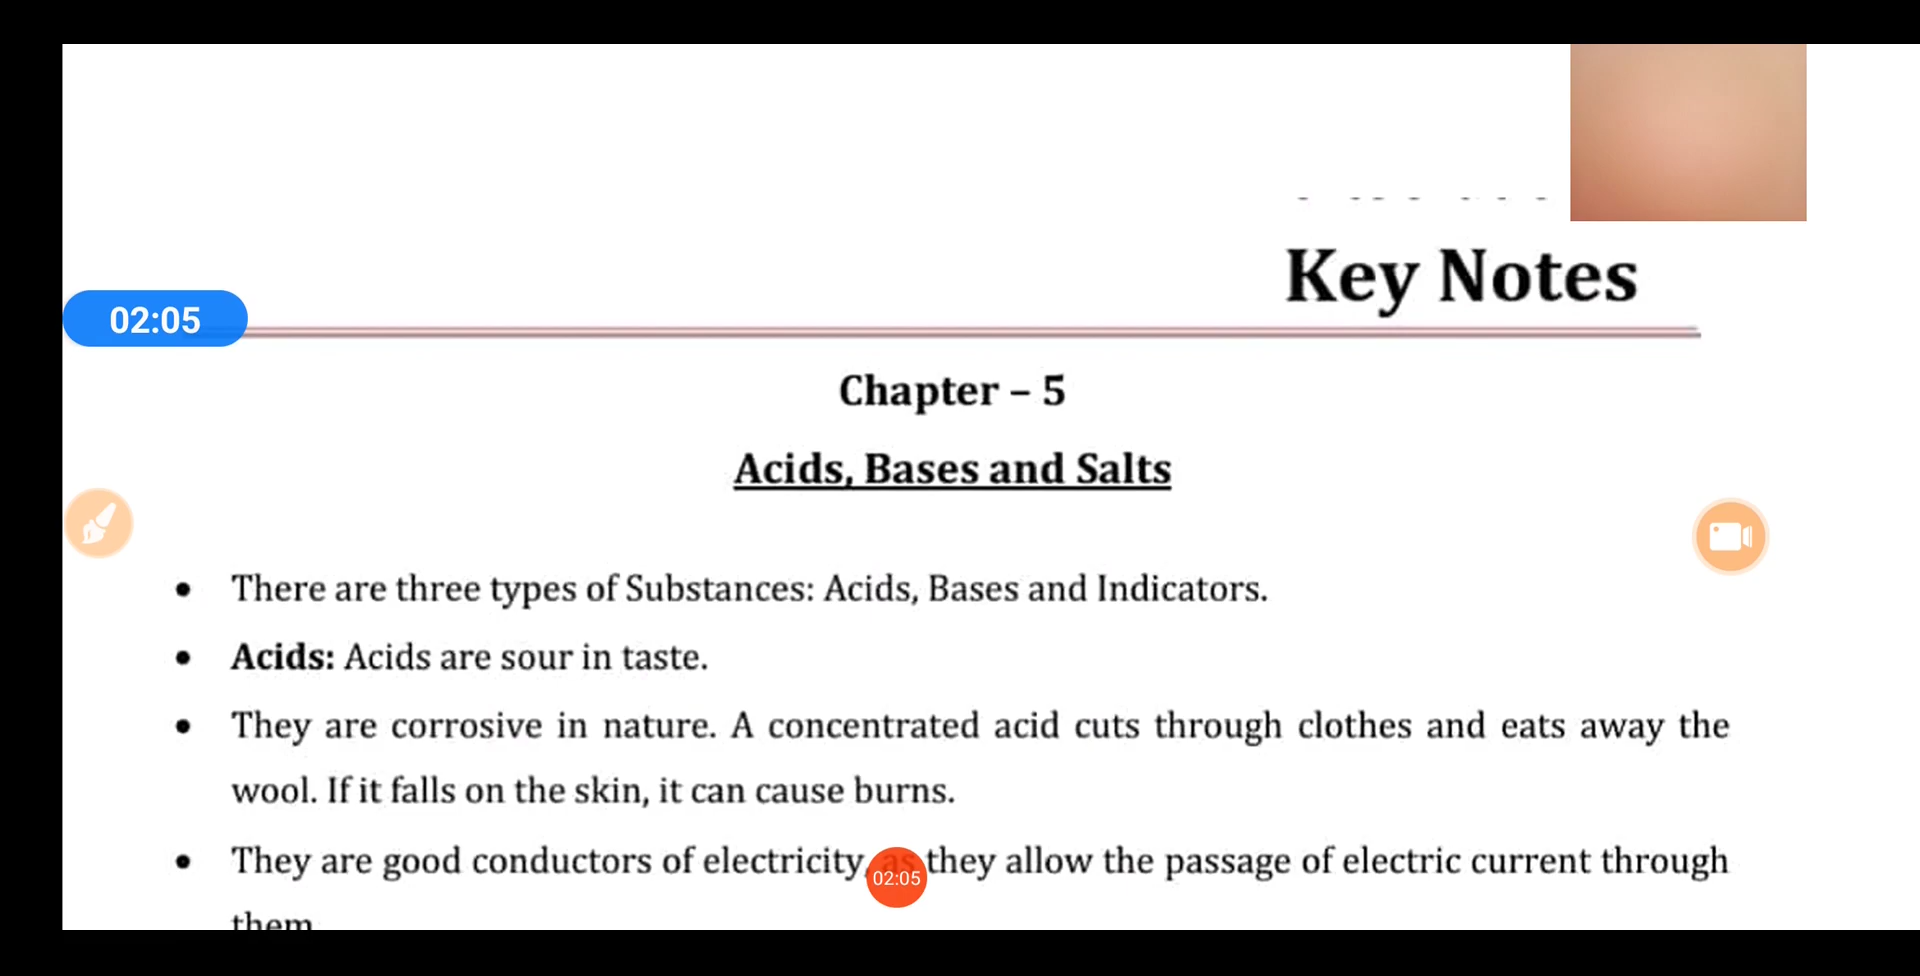 Key Notes
02:05
Chapter – 5
Acids, Bases and Salts
• There are three types of Substances: Acids, Bases and Indicators.
• Acids: Acids are sour in taste.
• They are corrosive in nature. A concentrated acid cuts through clothes and eats away the
wool. If it falls on the skin, it can cause burns.
• They are good conductors of electricity, as they allow the passage of electric current through
02:05
them